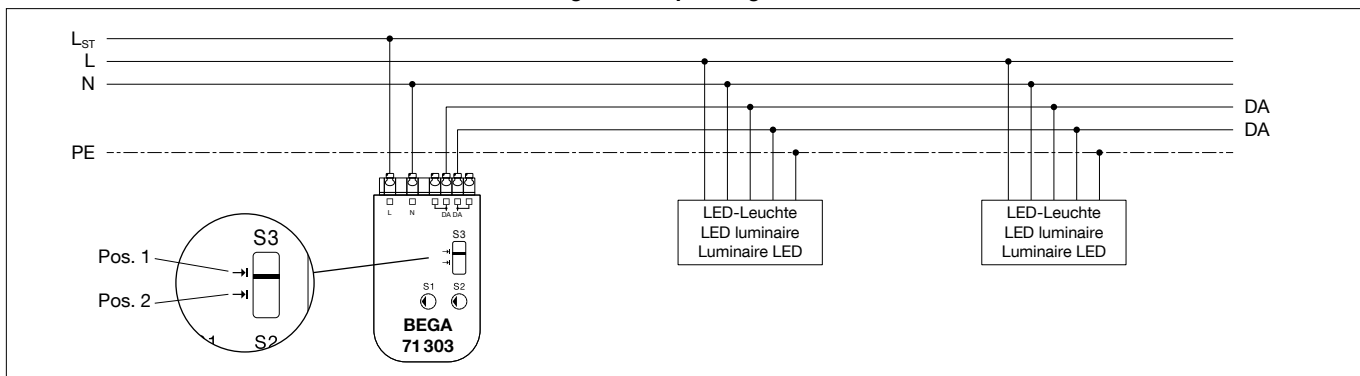 L_ST
L
N
DA
DA
PE
L N DA DA
S3
S1 S2
BEGA
71 303
S3
Pos. 1
Pos. 2
S2
LED-Leuchte
LED luminaire
Luminaire LED
LED-Leuchte
LED luminaire
Luminaire LED